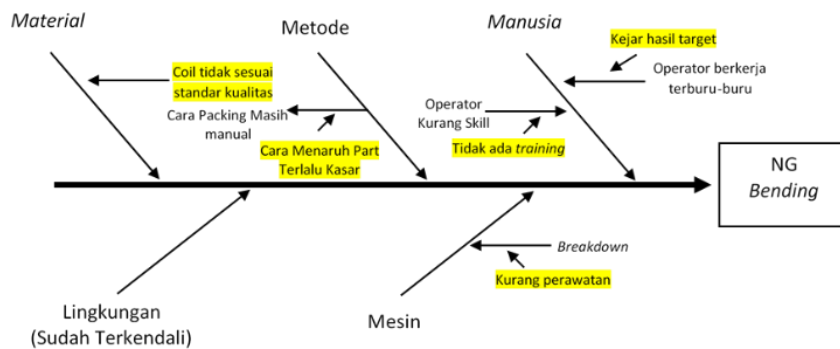 Material
Metode
Manusia
Kejar hasil target
Coil tidak sesuai
standar kualitas
Operator berkerja
terburu-buru
Cara Packing Masih
manual
Operator
Kurang Skill
Cara Menaruh Part
Terlalu Kasar
Tidak ada training
NG
Bending
Breakdown
Kurang perawatan
Lingkungan
(Sudah Terkendali)
Mesin